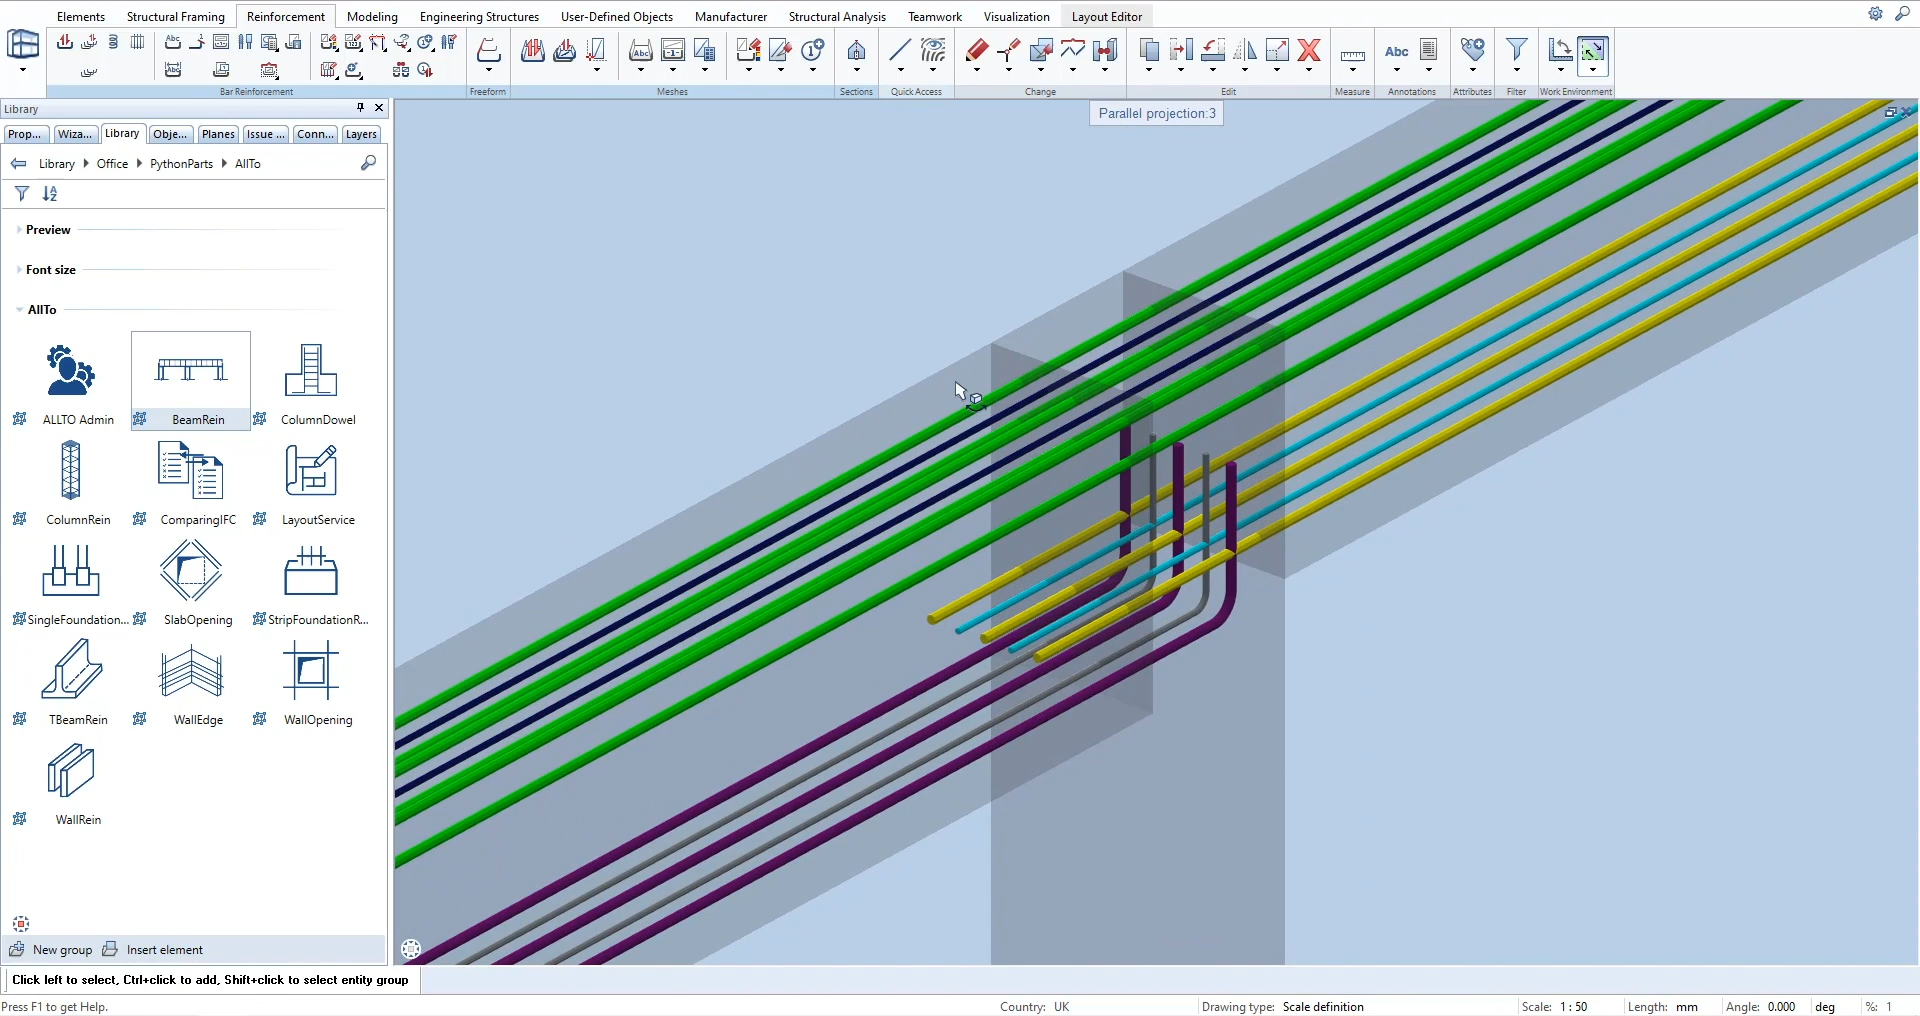 Elements Structural Framing Reinforcement Modeling Engineering Structures User-Defined Objects Manufacturer Structural Analysis Teamwork Visualization Layout Editor
Abc
Abc
Abc
Abc
Bar Reinforcement Freeform Meshes Sections Quick Access Change Edit Measure Annotations Attributes Filter Work Environment
Library
Parallel projection:3
Prop... Wiza... Library Obje... Planes Issue ... Conn... Layers
Library Office PythonParts AllTo
Preview
Font size
AllTo
ALLTO Admin BeamRein ColumnDowel
ColumnRein ComparingIFC LayoutService
SingleFoundation... SlabOpening StripFoundationR...
TBeamRein WallEdge WallOpening
WallRein
New group Insert element
Click left to select, Ctrl+click to add, Shift+click to select entity group
Press F1 to get Help. Country: UK Drawing type: Scale definition Scale: 1 : 50 Length: mm Angle: 0.000 deg %: 1